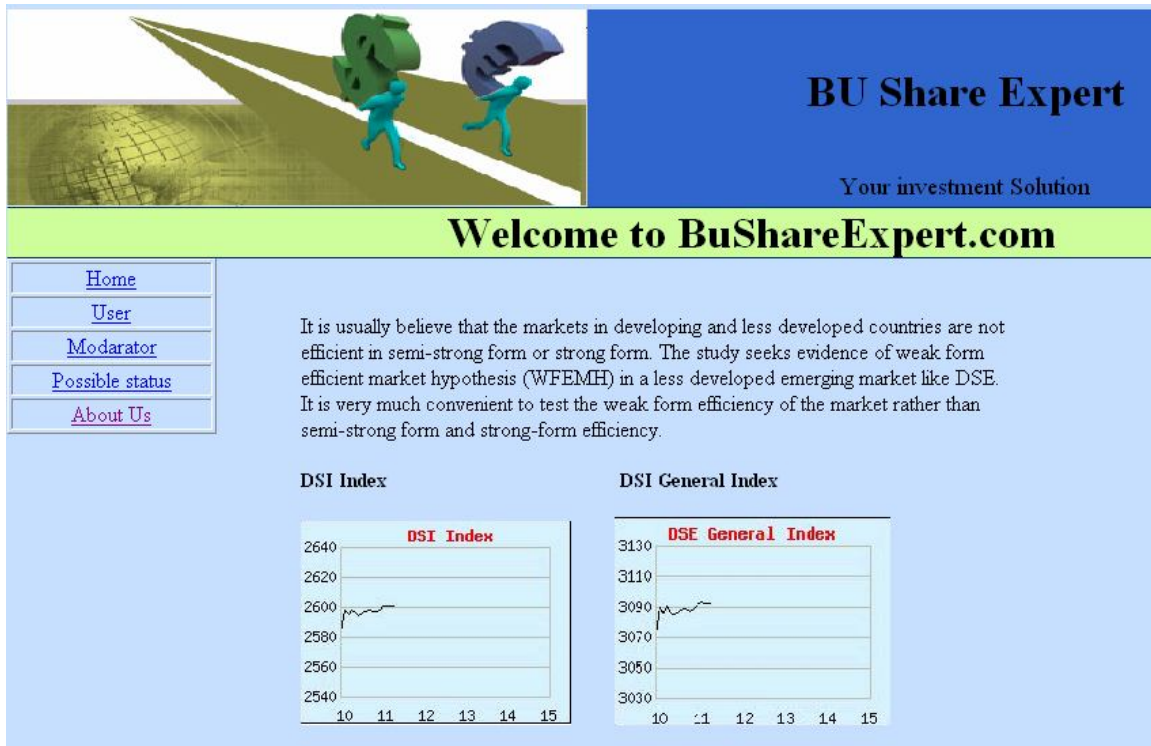 BU Share Expert
Your investment Solution
Welcome to BuShareExpert.com
Home
User
Modarator
Possible status
About Us
It is usually believe that the markets in developing and less developed countries are not
efficient in semi-strong form or strong form. The study seeks evidence of weak form
efficient market hypothesis (WFEMH) in a less developed emerging market like DSE.
It is very much convenient to test the weak form efficiency of the market rather than
semi-strong form and strong-form efficiency.
DSI Index
DSI General Index
DSI Index
2640
2620
2600
2580
2560
2540
10 11 12 13 14 15
DSE General Index
3130
3110
3090
3070
3050
3030
10 11 12 13 14 15